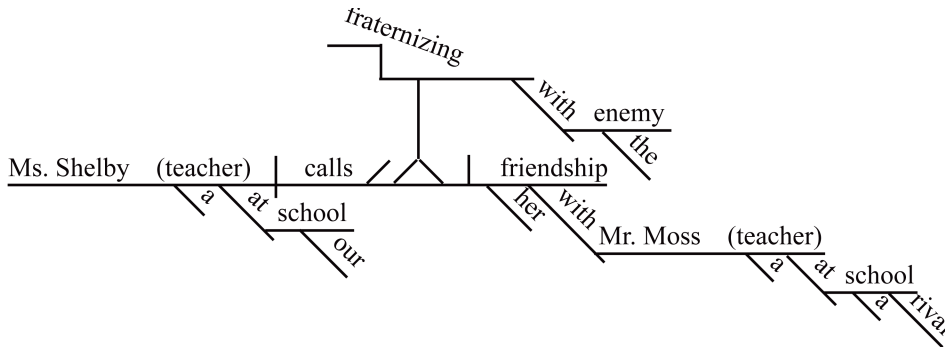 fraternizing
with enemy
the
Ms. Shelby (teacher) calls friendship
a at school our
her with Mr. Moss (teacher)
a at school
a rival